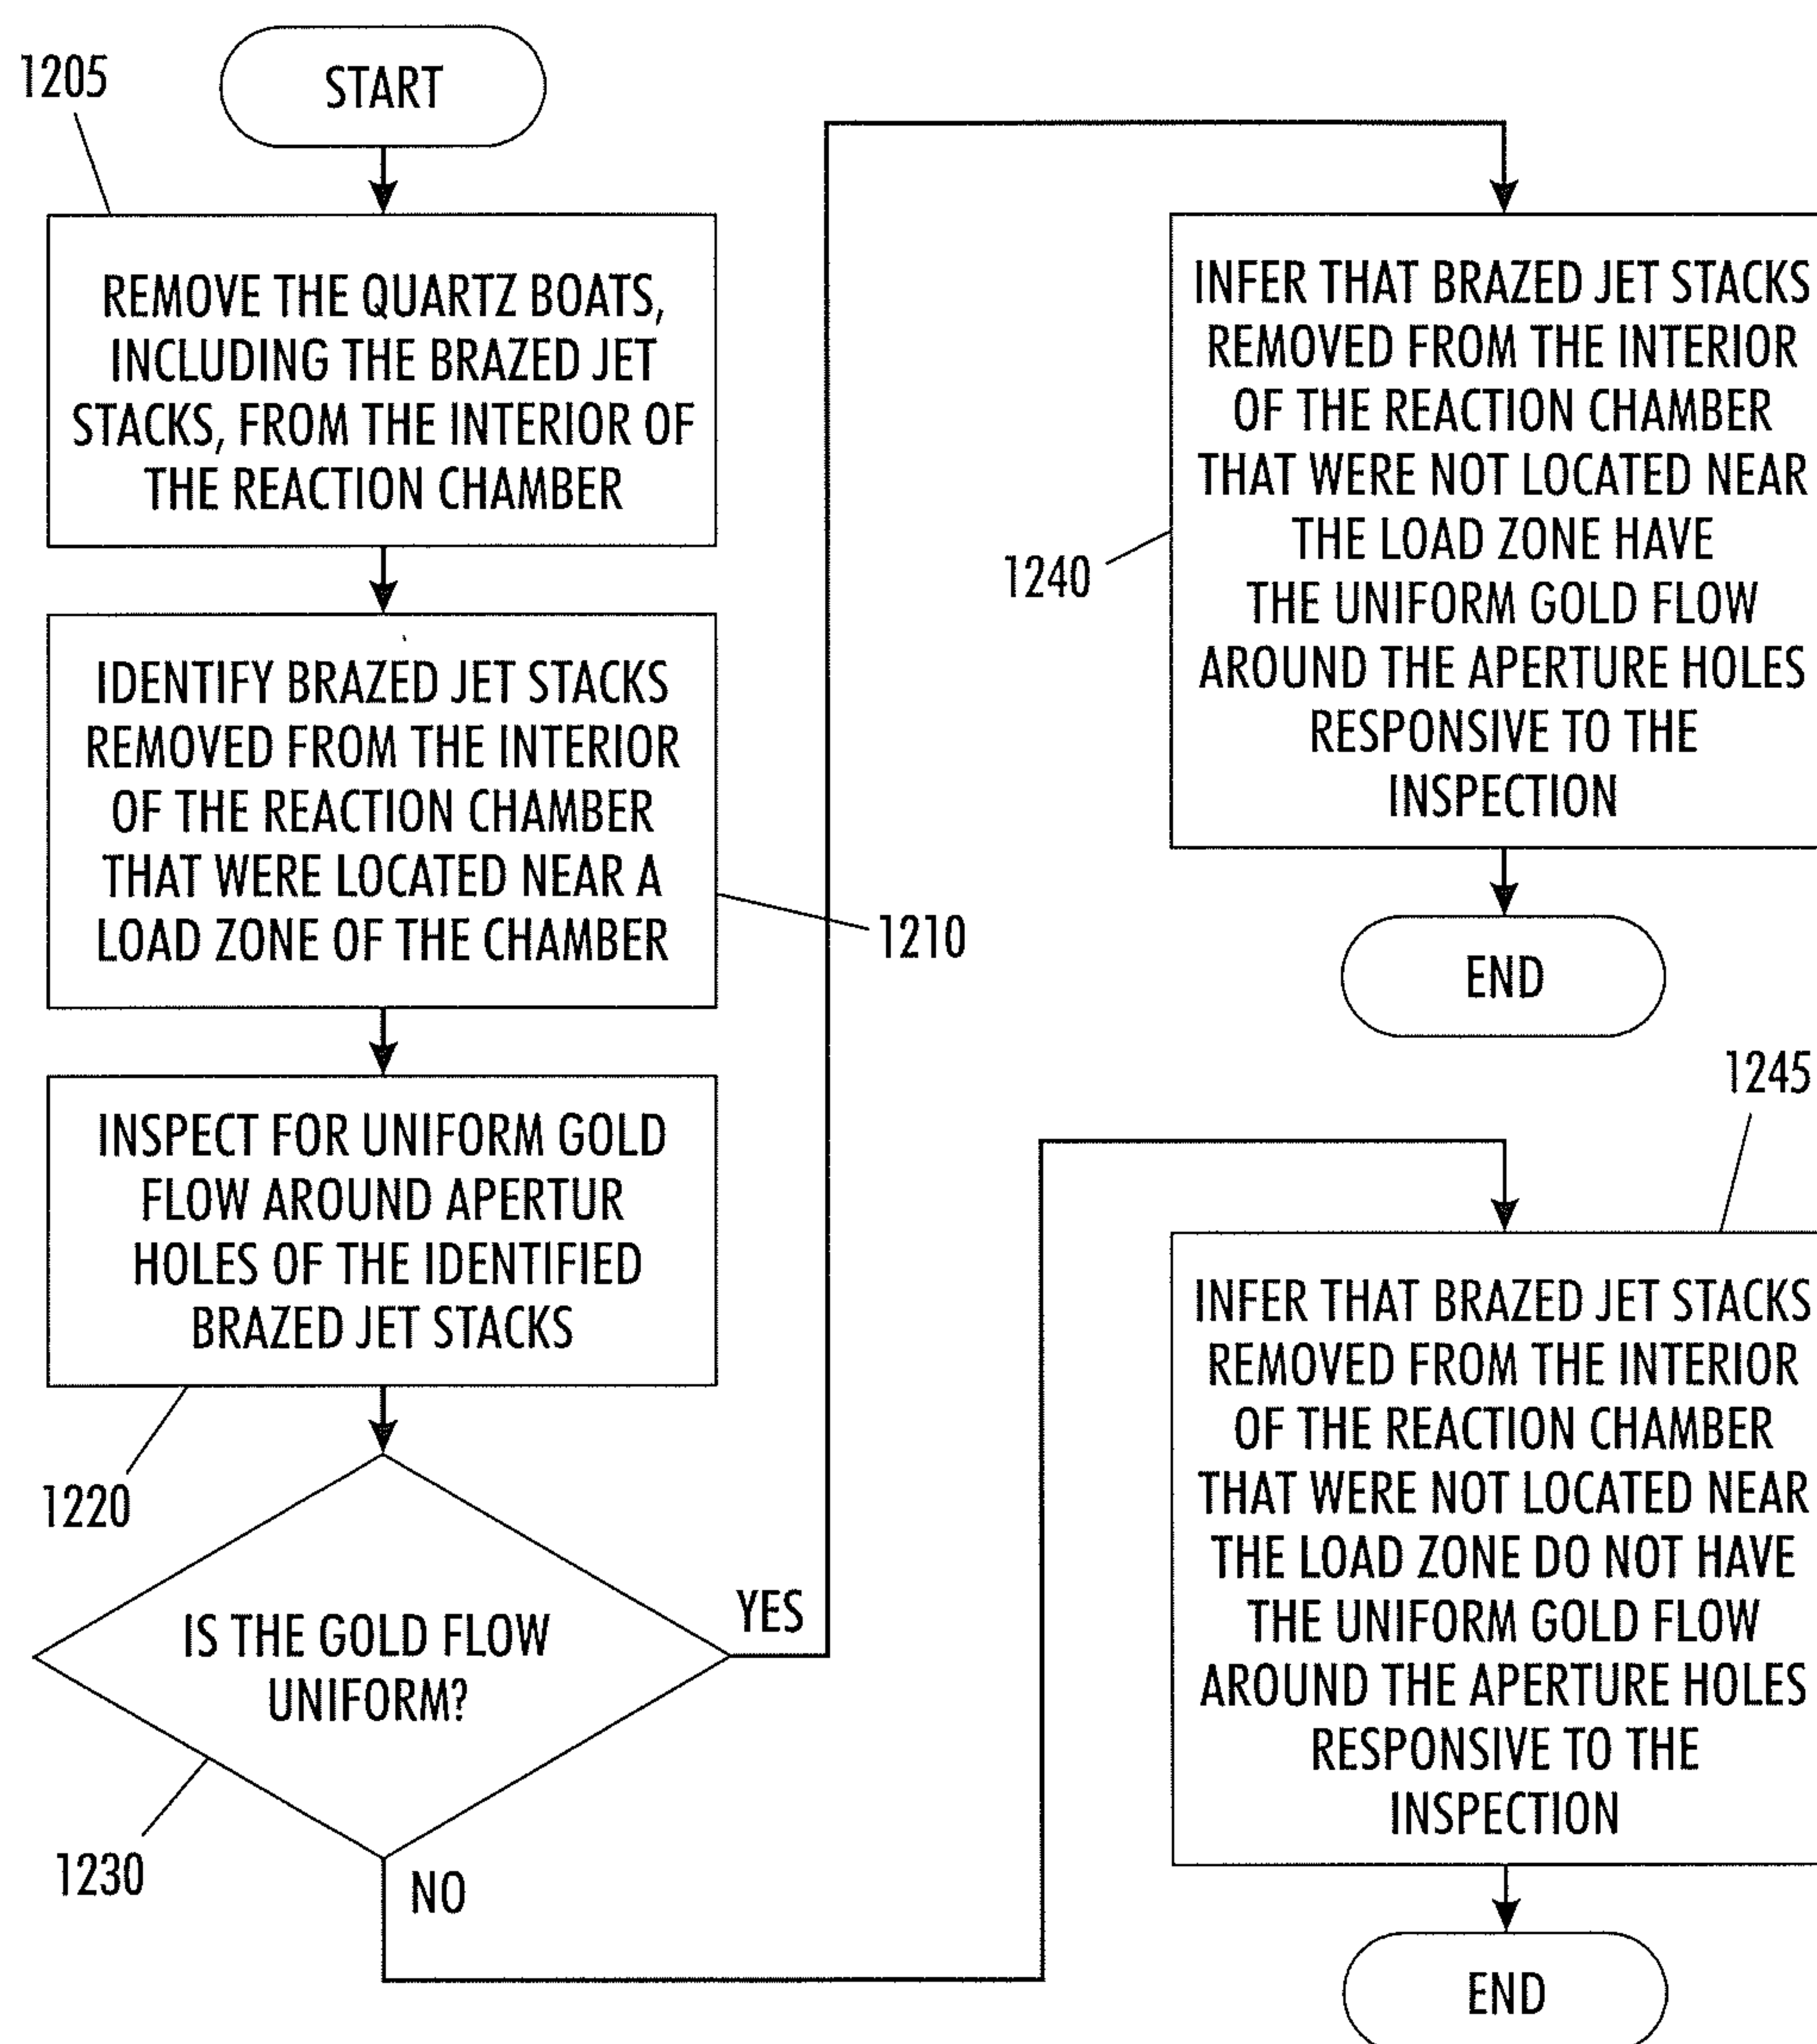 1205
START
REMOVE THE QUARTZ BOATS,
INCLUDING THE BRAZED JET
STACKS, FROM THE INTERIOR OF
THE REACTION CHAMBER
IDENTIFY BRAZED JET STACKS
REMOVED FROM THE INTERIOR
OF THE REACTION CHAMBER
THAT WERE LOCATED NEAR A
LOAD ZONE OF THE CHAMBER
1210
INSPECT FOR UNIFORM GOLD
FLOW AROUND APERTUR
HOLES OF THE IDENTIFIED
BRAZED JET STACKS
1220
IS THE GOLD FLOW
UNIFORM?
YES
1230
NO
INFER THAT BRAZED JET STACKS
REMOVED FROM THE INTERIOR
OF THE REACTION CHAMBER
THAT WERE NOT LOCATED NEAR
THE LOAD ZONE HAVE
THE UNIFORM GOLD FLOW
AROUND THE APERTURE HOLES
RESPONSIVE TO THE
INSPECTION
1240
END
1245
INFER THAT BRAZED JET STACKS
REMOVED FROM THE INTERIOR
OF THE REACTION CHAMBER
THAT WERE NOT LOCATED NEAR
THE LOAD ZONE DO NOT HAVE
THE UNIFORM GOLD FLOW
AROUND THE APERTURE HOLES
RESPONSIVE TO THE
INSPECTION
END